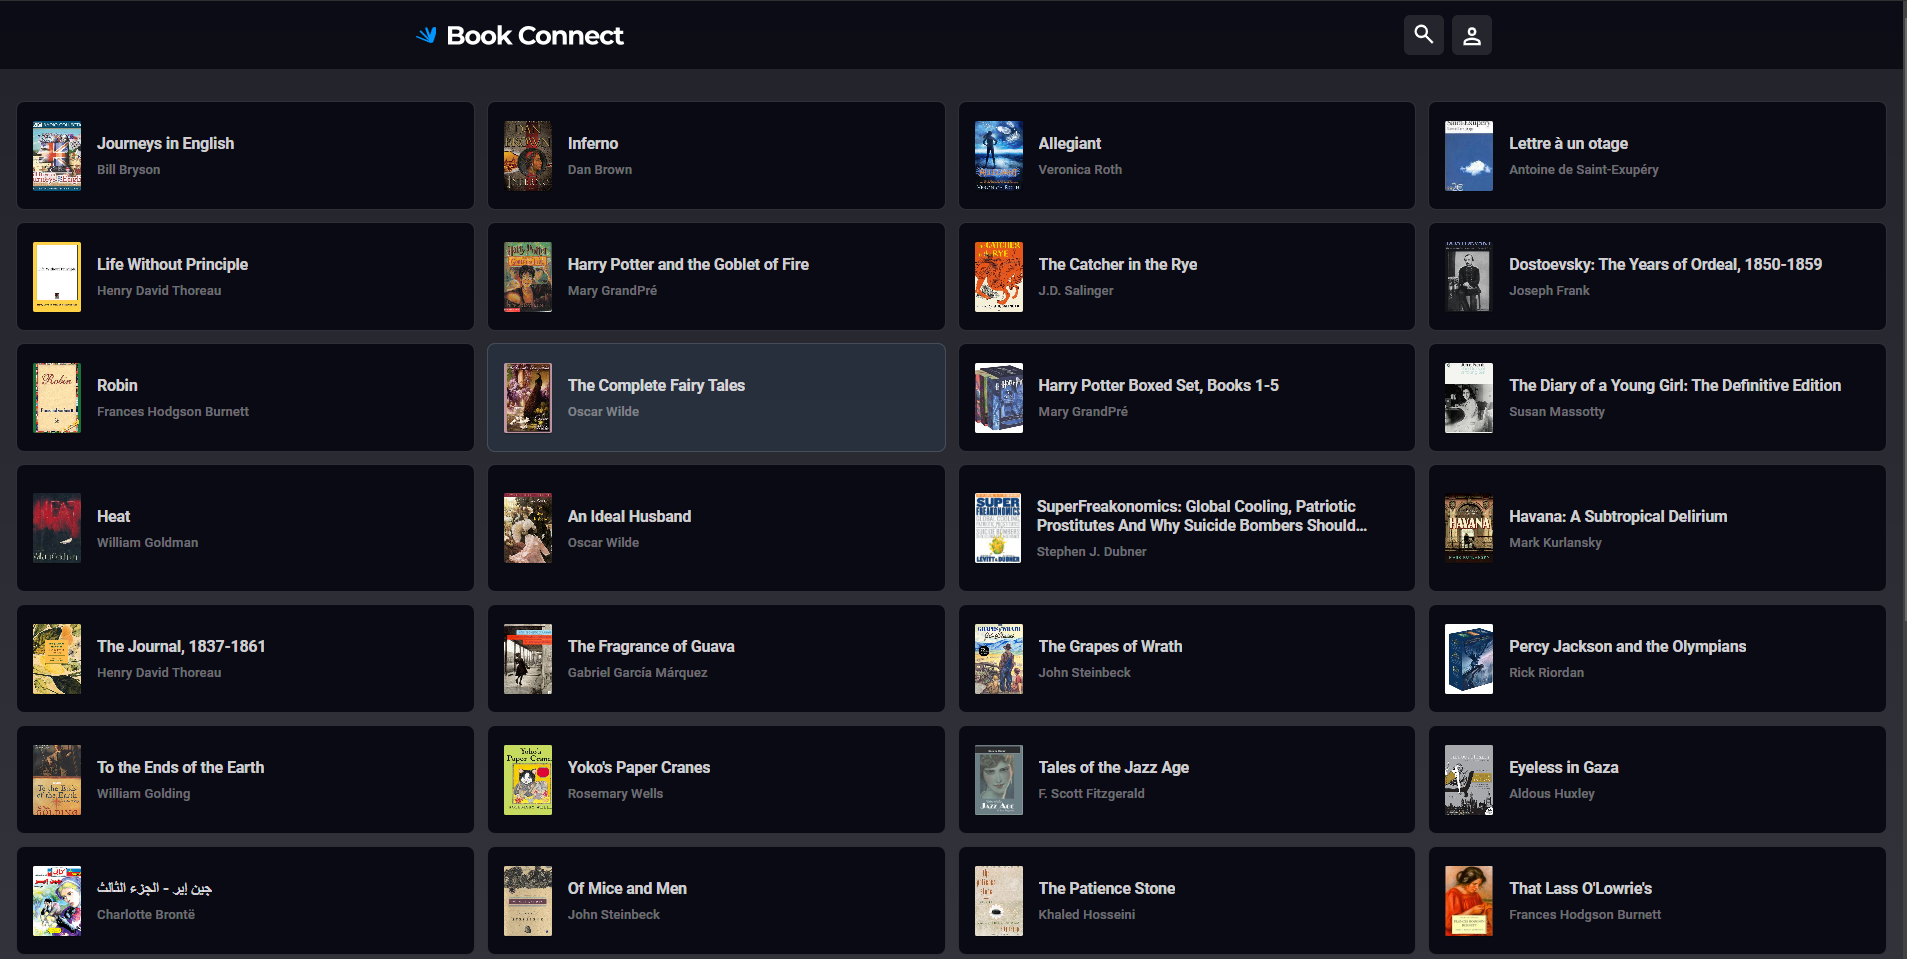 Book Connect
Journeys in English
Bill Bryson
Inferno
Dan Brown
Allegiant
Veronica Roth
Lettre à un otage
Antoine de Saint-Exupéry
Life Without Principle
Henry David Thoreau
Harry Potter and the Goblet of Fire
Mary GrandPré
The Catcher in the Rye
J.D. Salinger
Dostoevsky: The Years of Ordeal, 1850-1859
Joseph Frank
Robin
Frances Hodgson Burnett
The Complete Fairy Tales
Oscar Wilde
Harry Potter Boxed Set, Books 1-5
Mary GrandPré
The Diary of a Young Girl: The Definitive Edition
Susan Massotty
Heat
William Goldman
An Ideal Husband
Oscar Wilde
SuperFreakonomics: Global Cooling, Patriotic
Prostitutes And Why Suicide Bombers Should...
Stephen J. Dubner
Havana: A Subtropical Delirium
Mark Kurlansky
The Journal, 1837-1861
Henry David Thoreau
The Fragrance of Guava
Gabriel García Márquez
The Grapes of Wrath
John Steinbeck
Percy Jackson and the Olympians
Rick Riordan
To the Ends of the Earth
William Golding
Yoko's Paper Cranes
Rosemary Wells
Tales of the Jazz Age
F. Scott Fitzgerald
Eyeless in Gaza
Aldous Huxley
جين إير - الجزء الثالث
Charlotte Brontë
Of Mice and Men
John Steinbeck
The Patience Stone
Khaled Hosseini
That Lass O'Lowrie's
Frances Hodgson Burnett